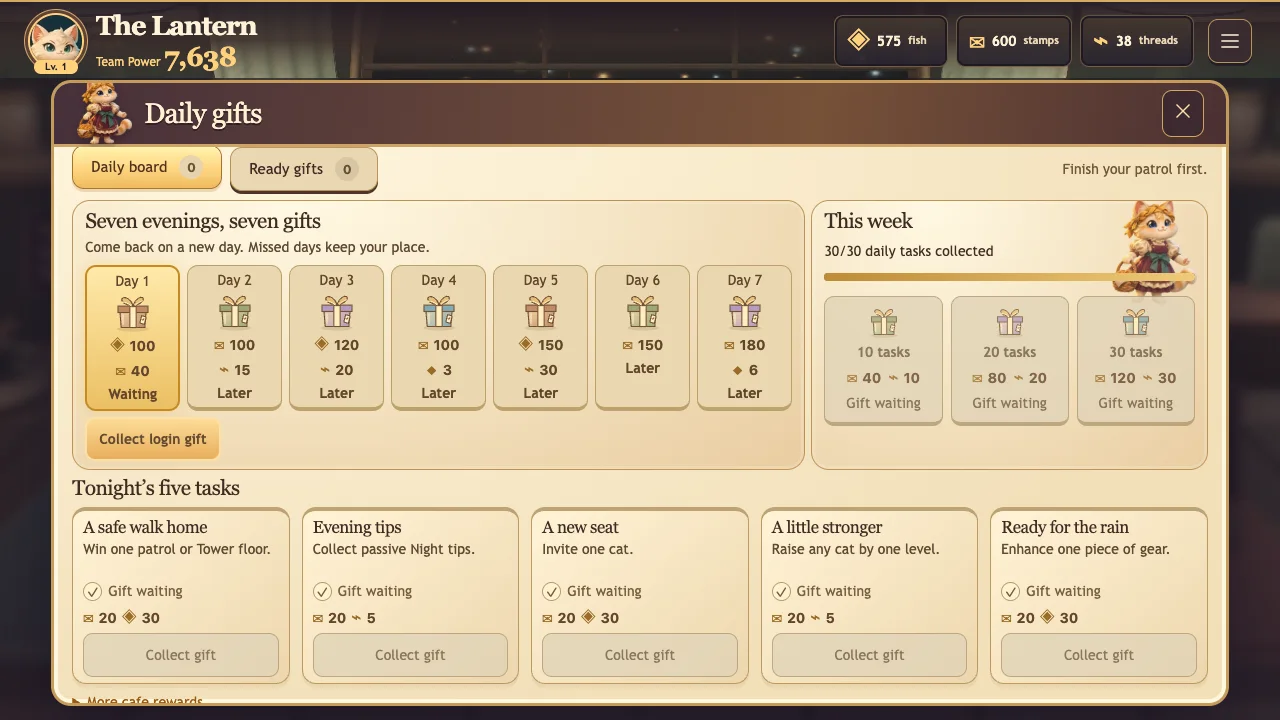 The Lantern
Team Power 7,638
Lv. 1
575 fish
600 stamps
38 threads
Daily gifts
Daily board 0
Ready gifts 0
Finish your patrol first.
Seven evenings, seven gifts
Come back on a new day. Missed days keep your place.
Day 1
100
40
Waiting
Day 2
100
15
Later
Day 3
120
20
Later
Day 4
100
3
Later
Day 5
150
30
Later
Day 6
150
Later
Day 7
180
6
Later
Collect login gift
This week
30/30 daily tasks collected
10 tasks
40 10
Gift waiting
20 tasks
80 20
Gift waiting
30 tasks
120 30
Gift waiting
Tonight's five tasks
A safe walk home
Win one patrol or Tower floor.
Gift waiting
20 30
Collect gift
Evening tips
Collect passive Night tips.
Gift waiting
20 5
Collect gift
A new seat
Invite one cat.
Gift waiting
20 30
Collect gift
A little stronger
Raise any cat by one level.
Gift waiting
20 5
Collect gift
Ready for the rain
Enhance one piece of gear.
Gift waiting
20 30
Collect gift
More cafe rewards